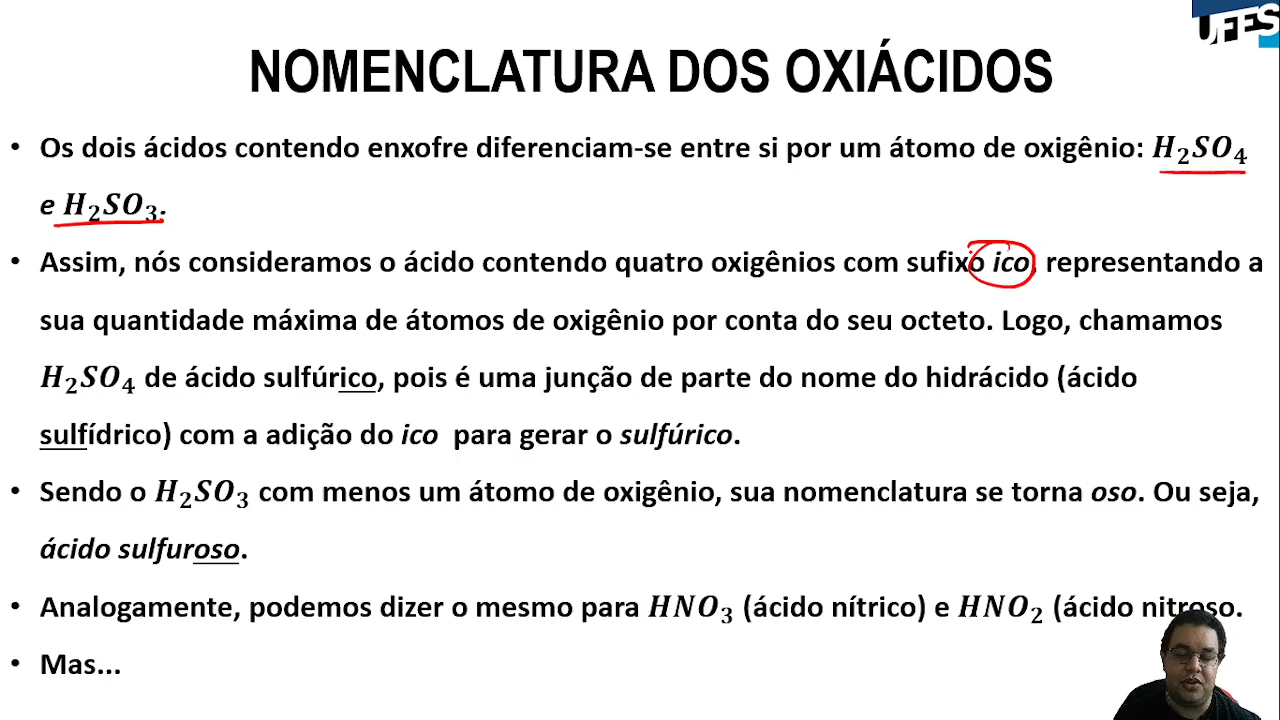 UFES
NOMENCLATURA DOS OXIÁCIDOS
• Os dois ácidos contendo enxofre diferenciam-se entre si por um átomo de oxigênio: H₂SO₄
e H₂SO₃.
• Assim, nós consideramos o ácido contendo quatro oxigênios com sufixo ico, representando a
sua quantidade máxima de átomos de oxigênio por conta do seu octeto. Logo, chamamos
H₂SO₄ de ácido sulfúrico, pois é uma junção de parte do nome do hidrácido (ácido
sulfídrico) com a adição do ico para gerar o sulfúrico.
• Sendo o H₂SO₃ com menos um átomo de oxigênio, sua nomenclatura se torna oso. Ou seja,
ácido sulfuroso.
• Analogamente, podemos dizer o mesmo para HNO₃ (ácido nítrico) e HNO₂ (ácido nitroso.
• Mas...